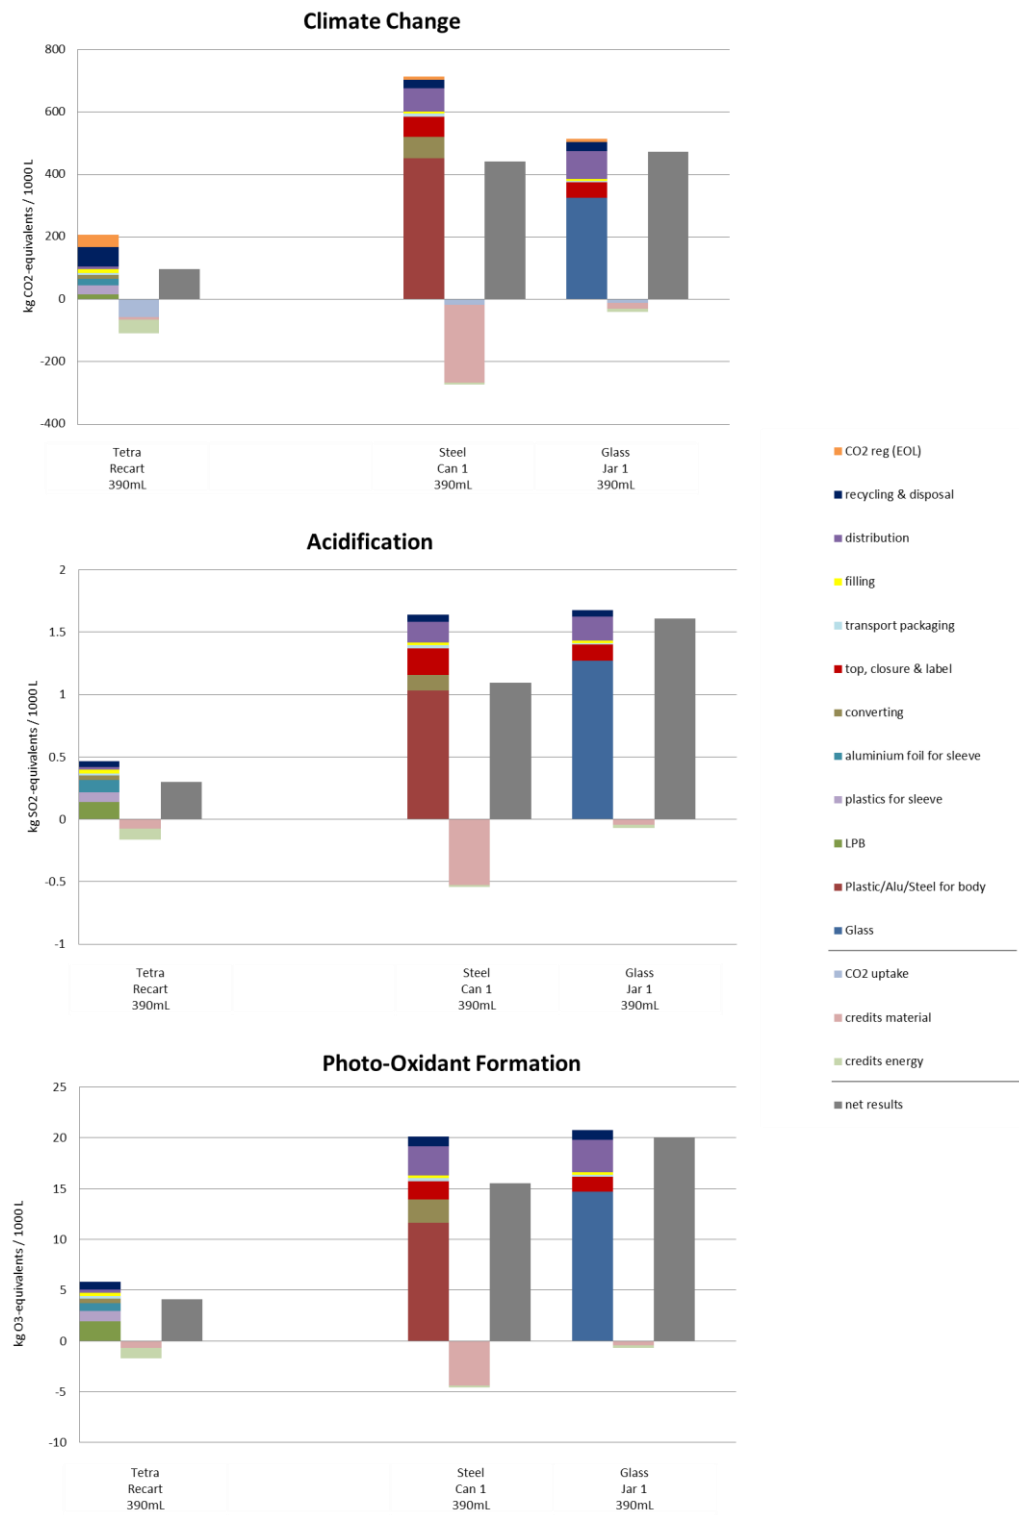 Climate Change
800
600
400
200
0
-200
-400
kg CO2-equivalents / 1000 L
Tetra
Recart
390mL
Steel
Can 1
390mL
Glass
Jar 1
390mL
Acidification
2
1.5
1
0.5
0
-0.5
-1
kg SO2-equivalents / 1000 L
Tetra
Recart
390mL
Steel
Can 1
390mL
Glass
Jar 1
390mL
Photo-Oxidant Formation
25
20
15
10
5
0
-5
-10
kg O3-equivalents / 1000 L
Tetra
Recart
390mL
Steel
Can 1
390mL
Glass
Jar 1
390mL
CO2 reg (EOL)
recycling & disposal
distribution
filling
transport packaging
top, closure & label
converting
aluminium foil for sleeve
plastics for sleeve
LPB
Plastic/Alu/Steel for body
Glass
CO2 uptake
credits material
credits energy
net results